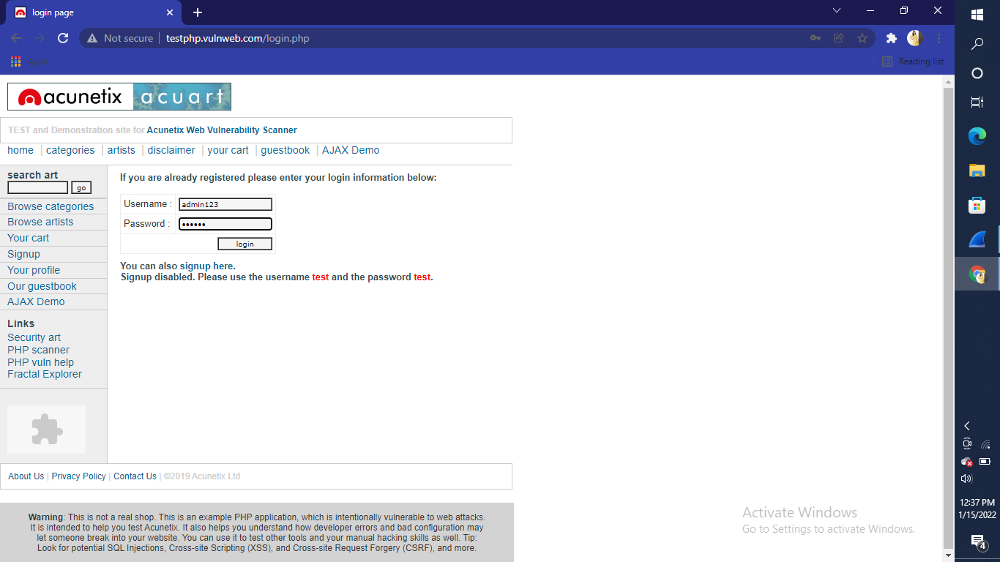 login page
Not secure testphp.vulnweb.com/login.php
Apps
Reading list
acunetix acuart
TEST and Demonstration site for Acunetix Web Vulnerability Scanner
home | categories | artists | disclaimer | your cart | guestbook | AJAX Demo
search art
go
Browse categories
Browse artists
Your cart
Signup
Your profile
Our guestbook
AJAX Demo
Links
Security art
PHP scanner
PHP vuln help
Fractal Explorer
If you are already registered please enter your login information below:
Username : admin123
Password : ••••••
login
You can also signup here.
Signup disabled. Please use the username test and the password test.
About Us | Privacy Policy | Contact Us | ©2019 Acunetix Ltd
Warning: This is not a real shop. This is an example PHP application, which is intentionally vulnerable to web attacks.
It is intended to help you test Acunetix. It also helps you understand how developer errors and bad configuration may
let someone break into your website. You can use it to test other tools and your manual hacking skills as well. Tip:
Look for potential SQL Injections, Cross-site Scripting (XSS), and Cross-site Request Forgery (CSRF), and more.
Activate Windows
Go to Settings to activate Windows.
12:37 PM
1/15/2022
4